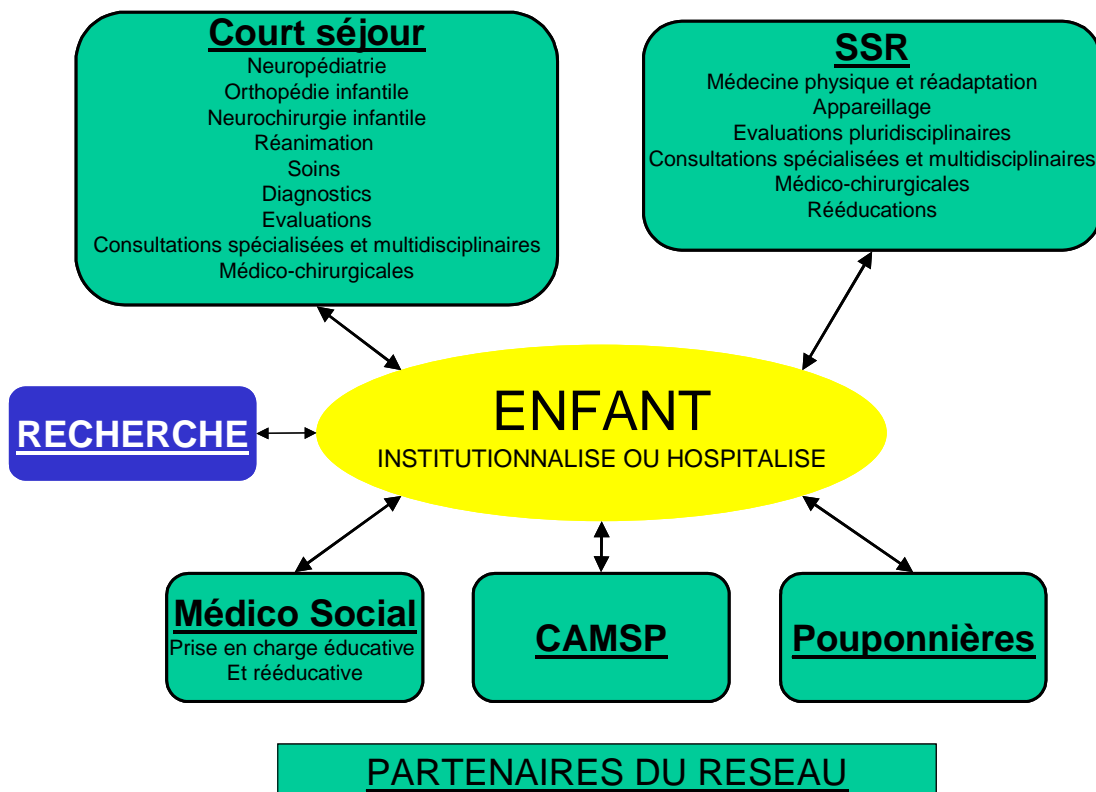 Court séjour
Neuropédiatrie
Orthopédie infantile
Neurochirurgie infantile
Réanimation
Soins
Diagnostics
Evaluations
Consultations spécialisées et multidisciplinaires
Médico-chirurgicales
SSR
Médecine physique et réadaptation
Appareillage
Evaluations pluridisciplinaires
Consultations spécialisées et multidisciplinaires
Médico-chirurgicales
Rééducations
RECHERCHE
ENFANT
INSTITUTIONNALISE OU HOSPITALISE
Médico Social
Prise en charge éducative
Et rééducative
CAMSP
Pouponnières
PARTENAIRES DU RESEAU